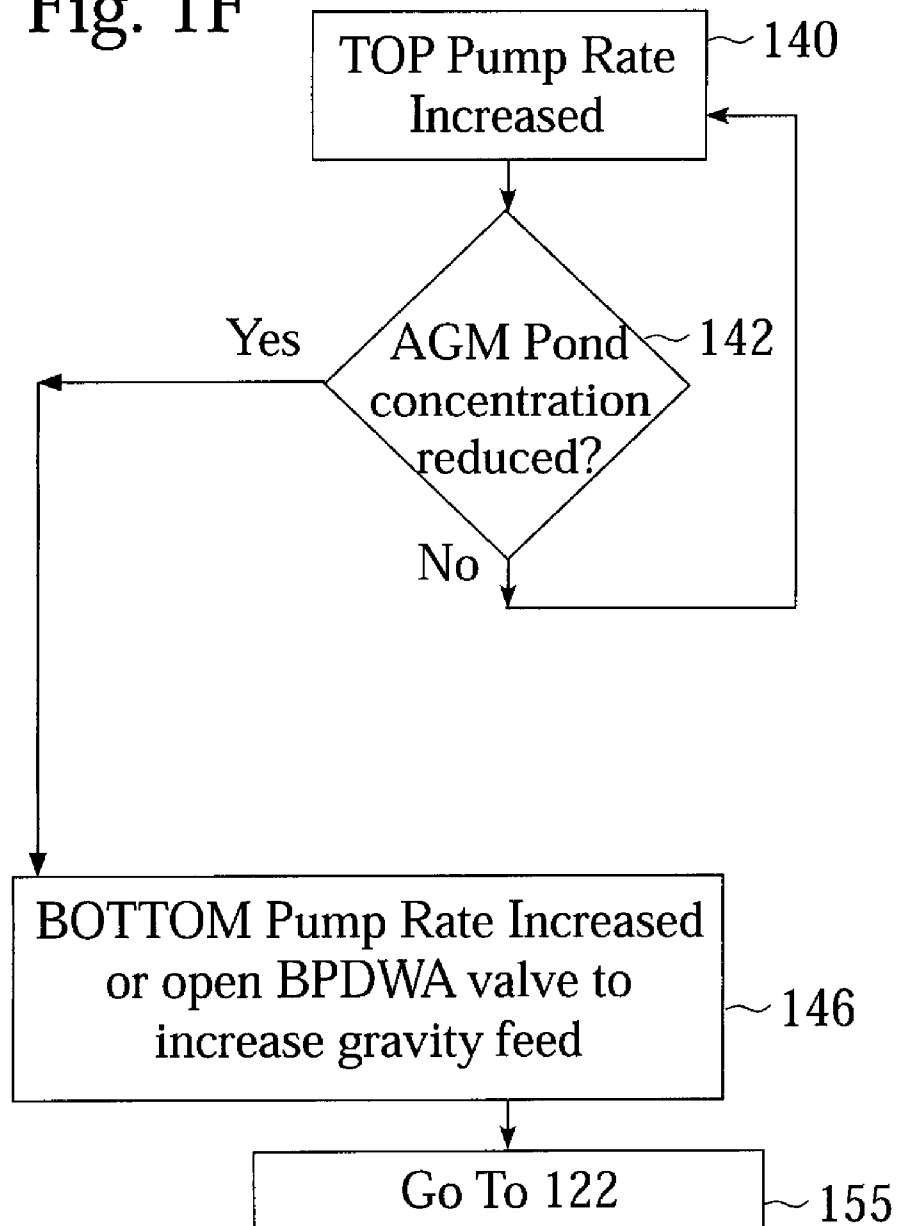 Fig. 1F
TOP Pump Rate
Increased
140
AGM Pond
concentration
reduced?
142
Yes
No
BOTTOM Pump Rate Increased
or open BPDWA valve to
increase gravity feed
146
Go To 122
155